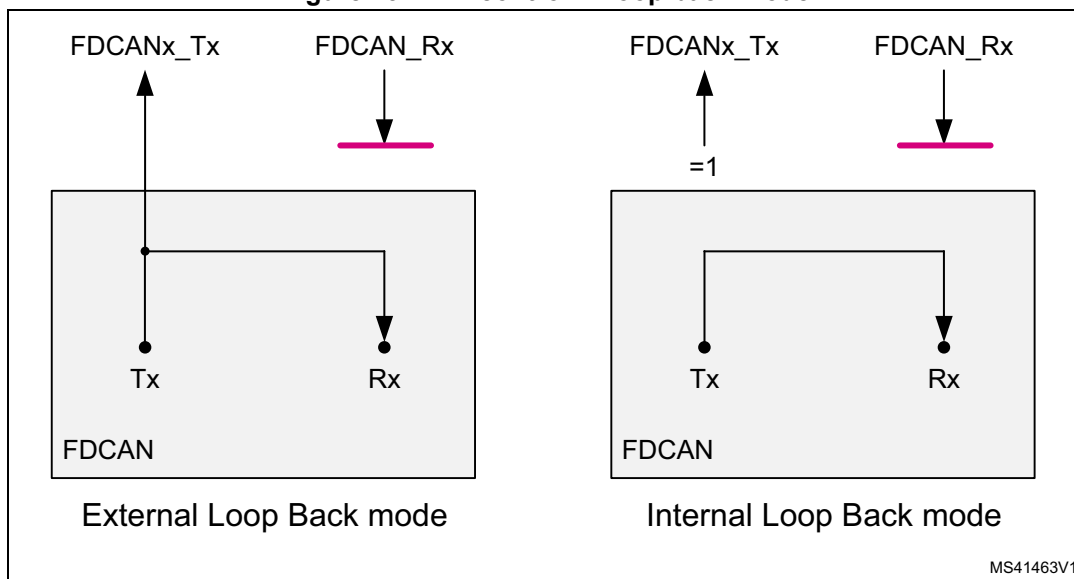 FDCANx_Tx FDCAN_Rx FDCANx_Tx FDCAN_Rx
=1
Tx Rx Tx Rx
FDCAN FDCAN
External Loop Back mode Internal Loop Back mode
MS41463V1